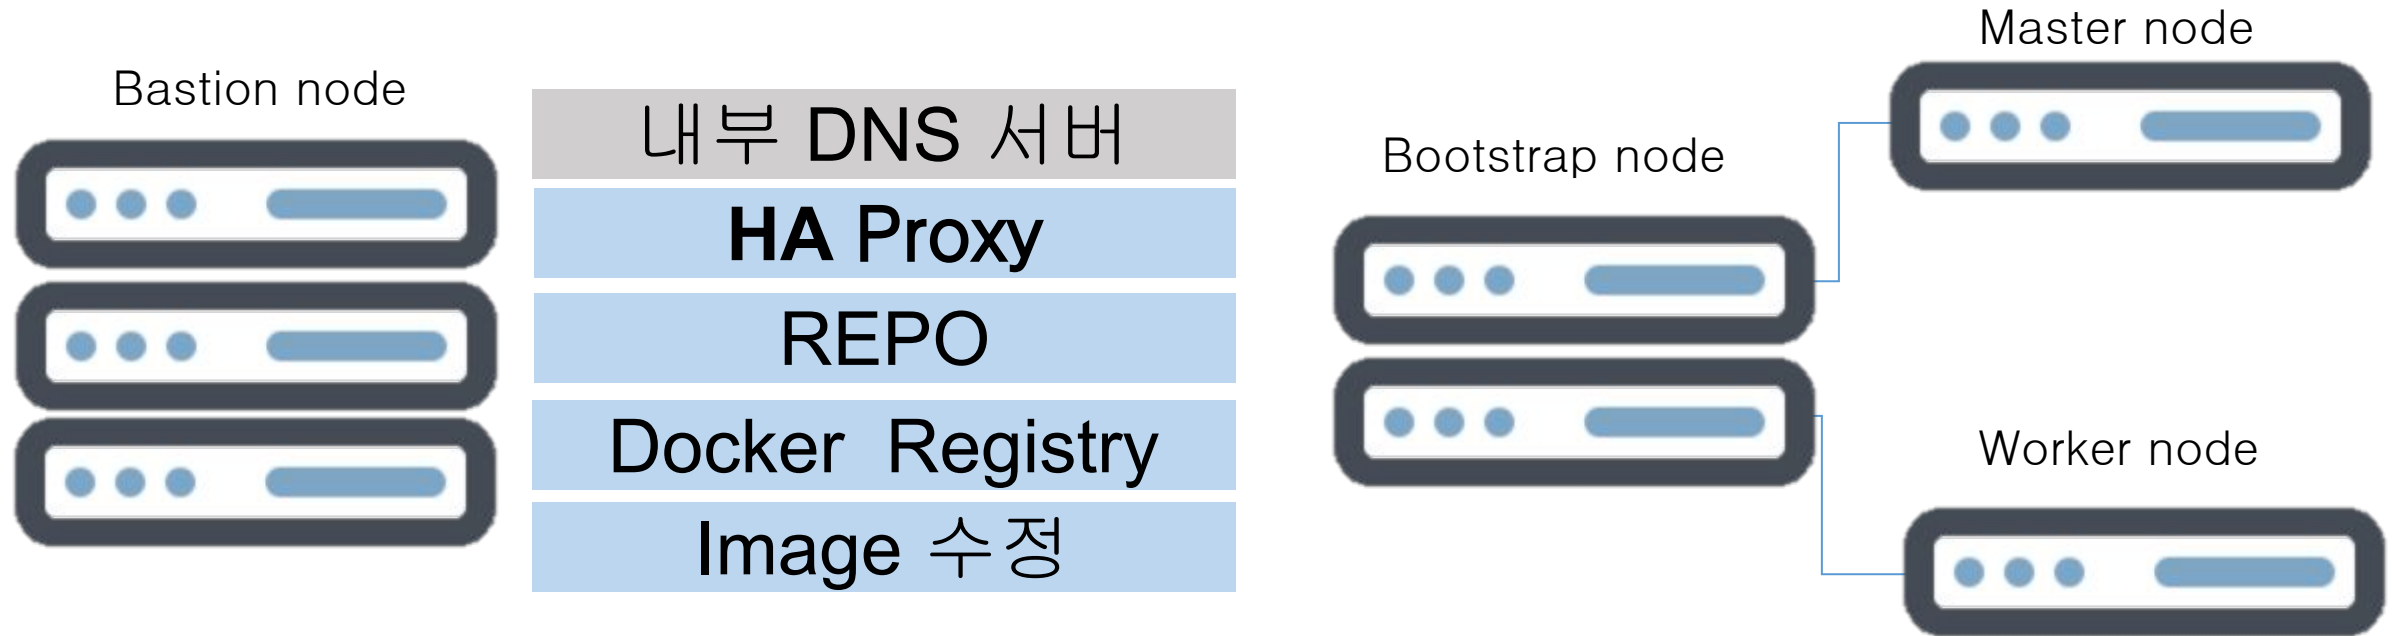 Bastion node
내부 DNS 서버
HA Proxy
REPO
Docker Registry
Image 수정
Bootstrap node
Master node
Worker node